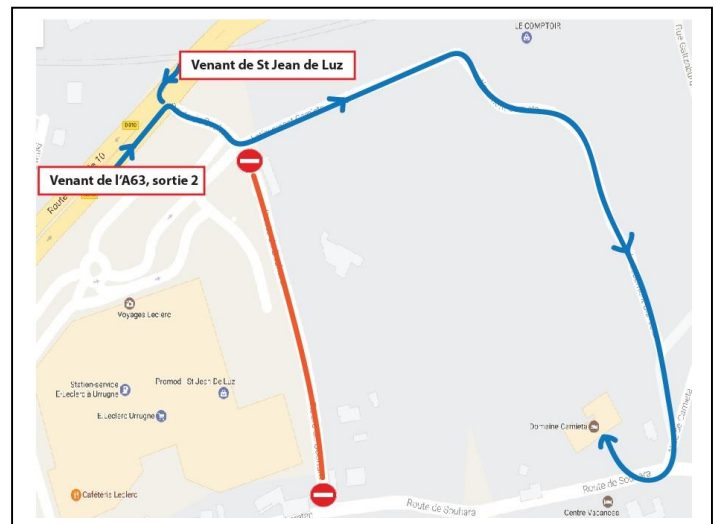 LE COMPTOIR
Venant de St Jean de Luz
D810
Venant de l'A63, sortie 2
Voyages Leclerc
Station-service
E.Leclerc à Urrugne
Promod - St Jean De Luz
E.Leclerc Urrugne
Cafétéria Leclerc
Domaine Camieta
Route de Souhara
Route de Souhara
Centre Vacances